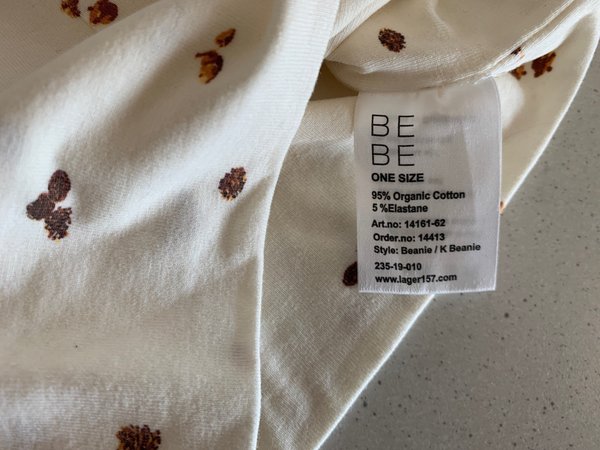 BE
BE
ONE SIZE
95% Organic Cotton
5 %Elastane
Art.no: 14161-62
Order.no: 14413
Style: Beanie / K Beanie
235-19-010
www.lager157.com